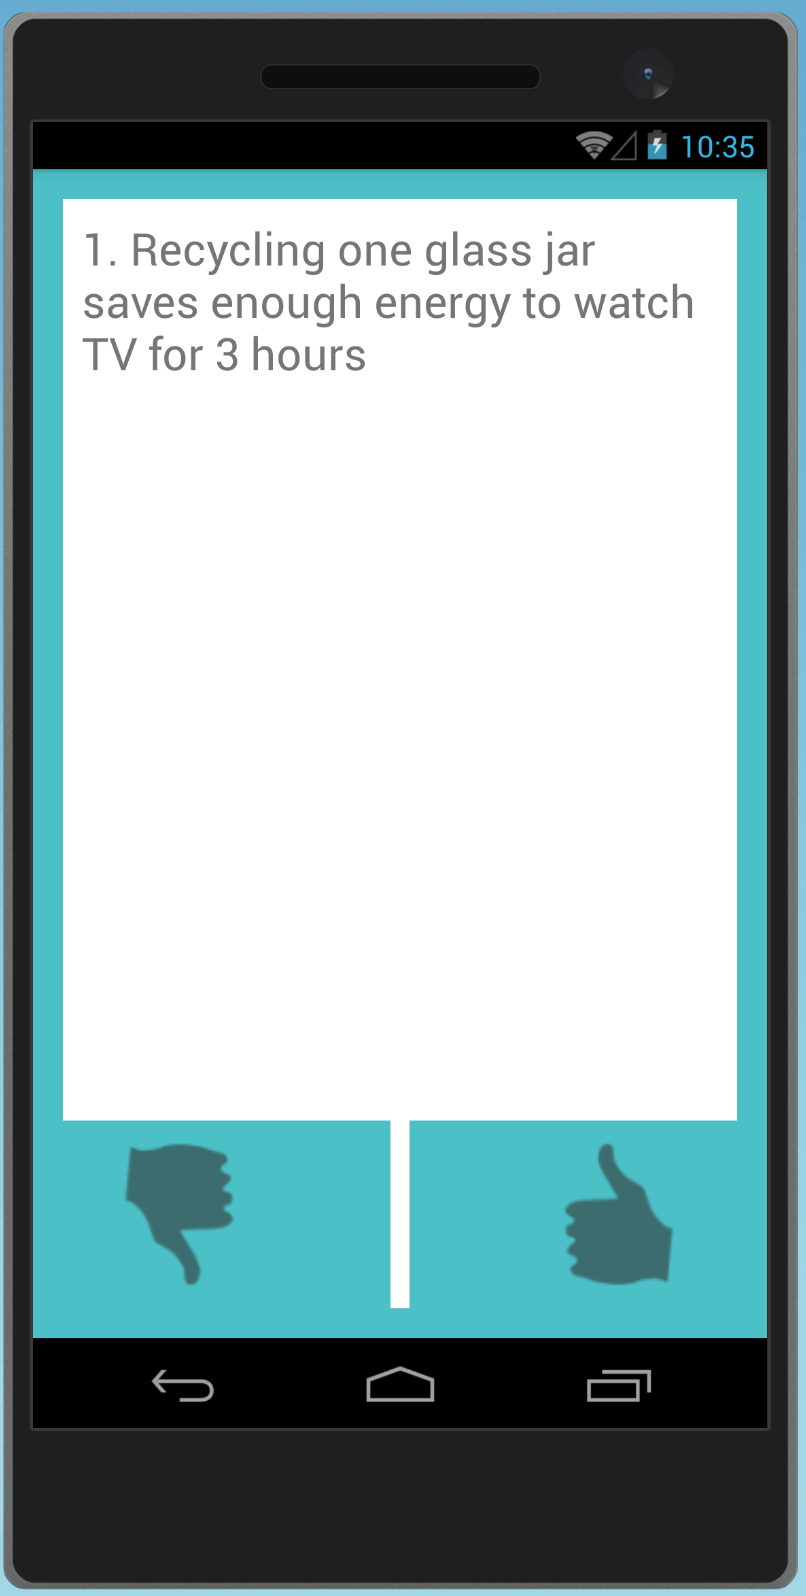 10:35
1. Recycling one glass jar
saves enough energy to watch
TV for 3 hours